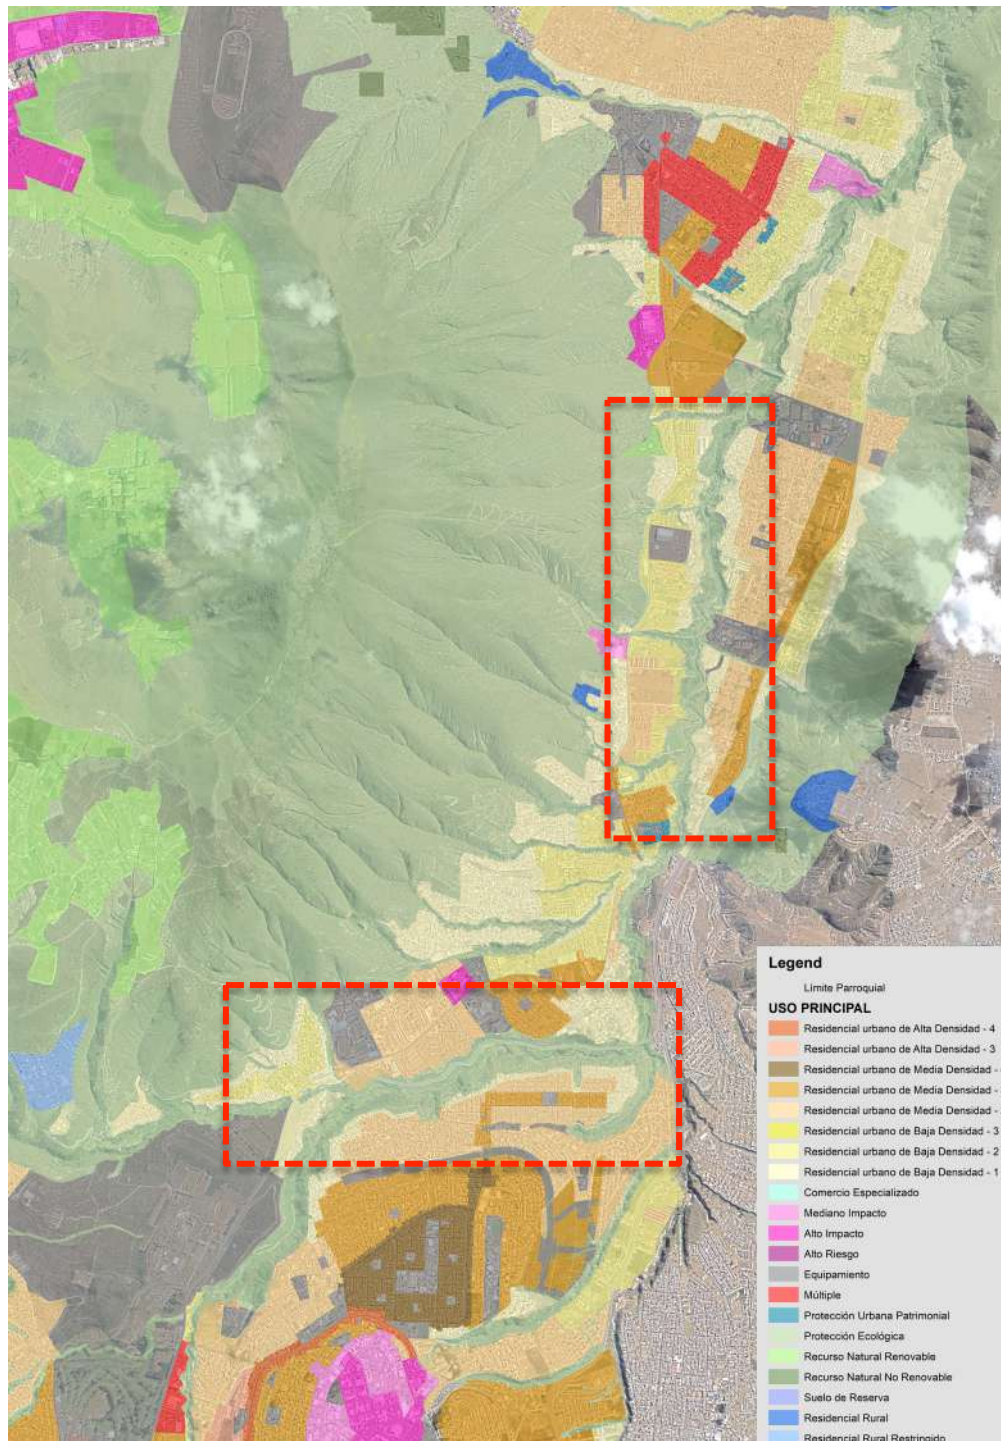 Legend
Límite Parroquial
USO PRINCIPAL
Residencial urbano de Alta Densidad - 4
Residencial urbano de Alta Densidad - 3
Residencial urbano de Media Densidad -
Residencial urbano de Media Densidad -
Residencial urbano de Media Densidad -
Residencial urbano de Baja Densidad - 3
Residencial urbano de Baja Densidad - 2
Residencial urbano de Baja Densidad - 1
Comercio Especializado
Mediano Impacto
Alto Impacto
Alto Riesgo
Equipamiento
Múltiple
Protección Urbana Patrimonial
Protección Ecológica
Recurso Natural Renovable
Recurso Natural No Renovable
Suelo de Reserva
Residencial Rural
Residencial Rural Restringido